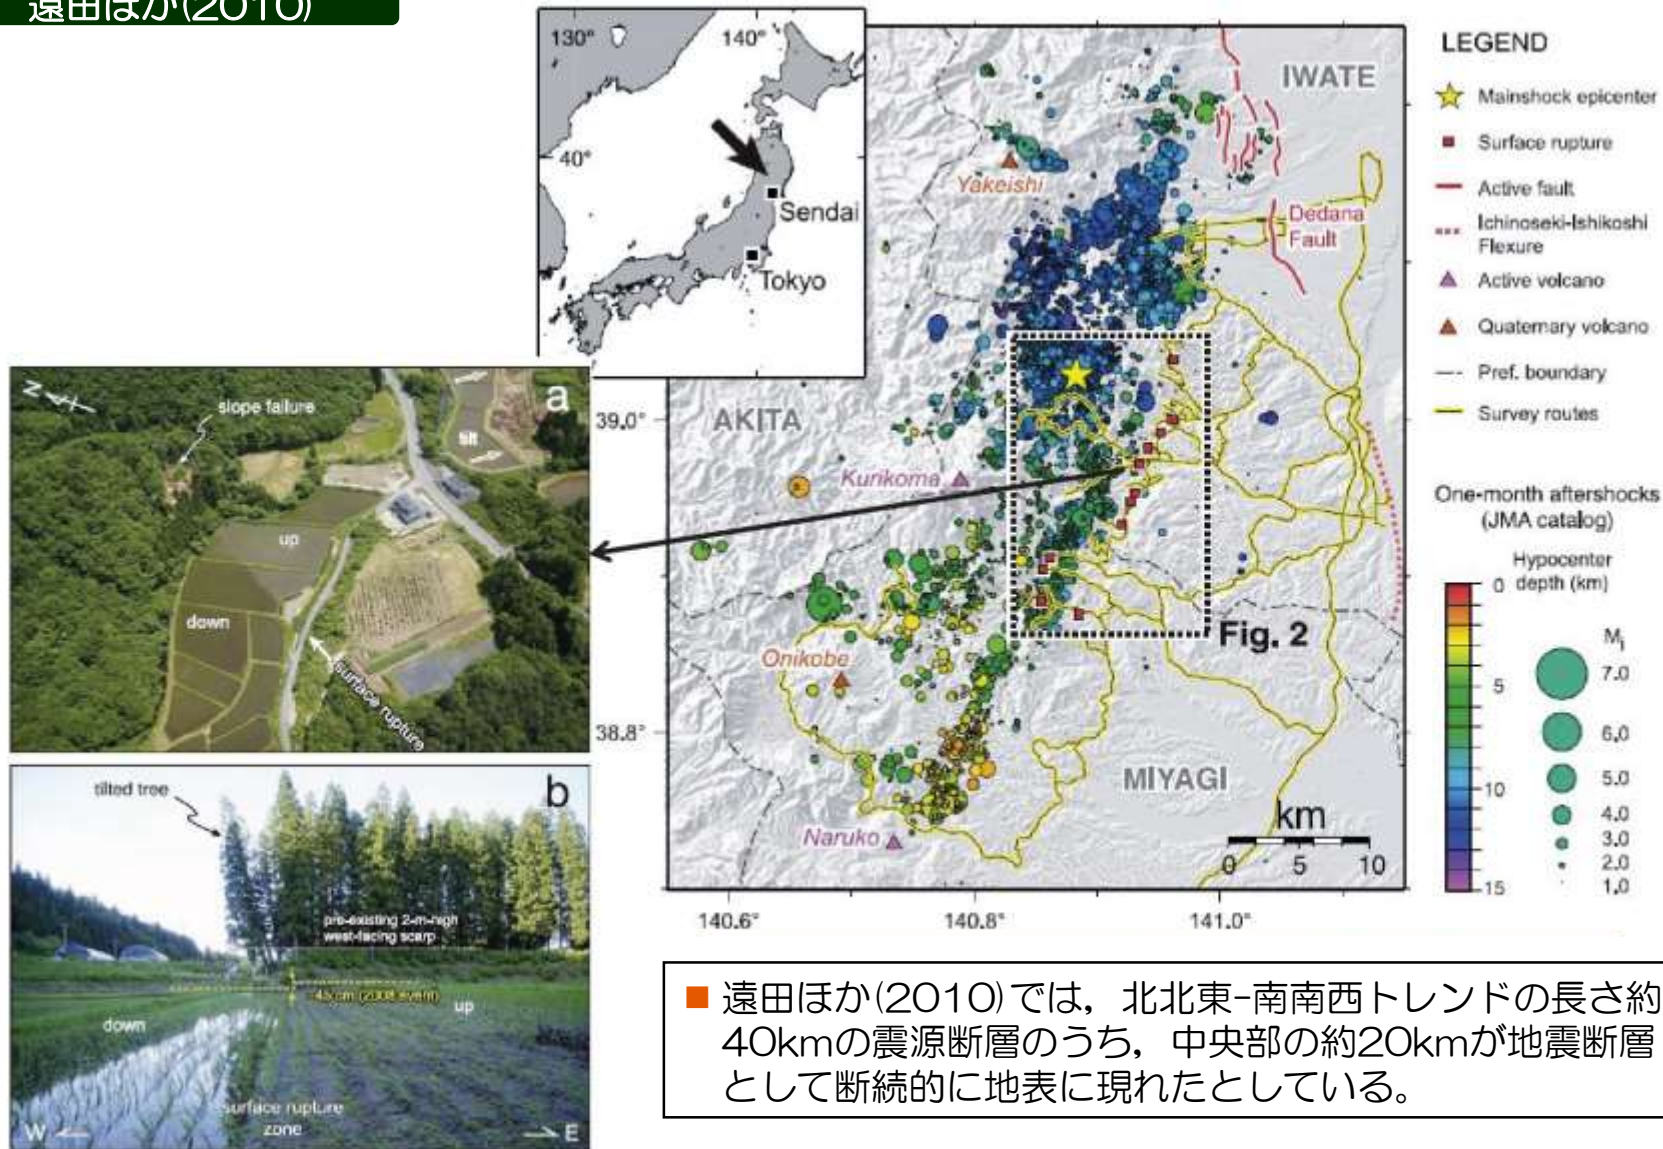 遠田ほか(2010)
130°
140°
40°
Sendai
Tokyo
IWATE
Yakeishi
Dedana
Fault
AKITA
Kurikoma
Fig. 2
Onikobe
MIYAGI
Naruko
km
0 5 10
39.0°
38.8°
140.6° 140.8° 141.0°
LEGEND
Mainshock epicenter
Surface rupture
Active fault
Ichinoseki-Ishikoshi
Flexure
Active volcano
Quaternary volcano
Pref. boundary
Survey routes
One-month aftershocks
(JMA catalog)
Hypocenter
depth (km)
0
5
10
15
Mj
7.0
6.0
5.0
4.0
3.0
2.0
1.0
a
N
slope failure
tilt
up
down
surface rupture
b
tilted tree
pre-existing 2-m-high
west-facing scarp
(2008 event)
up
down
surface rupture
zone
W
E
■ 遠田ほか(2010)では，北北東-南南西トレンドの長さ約
40kmの震源断層のうち，中央部の約20kmが地震断層
として断続的に地表に現れたとしている。